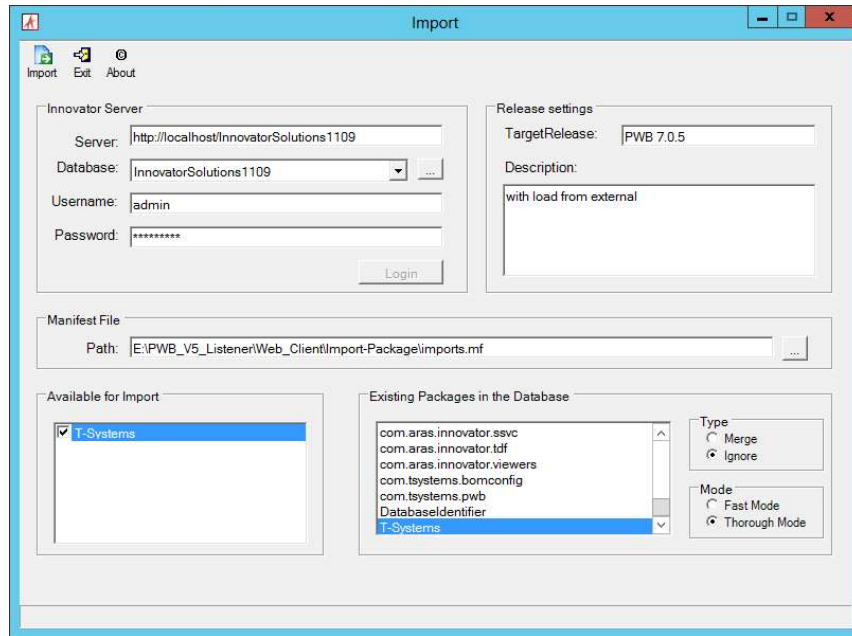 Import
Import Exit About
Innovator Server
Server: http://localhost/InnovatorSolutions1109
Database: InnovatorSolutions1109 ...
Username: admin
Password: *********
Login
Release settings
TargetRelease: PWB 7.0.5
Description:
with load from external
Manifest File
Path: E:\PWB_V5_Listener\Web_Client\Import-Package\imports.mf ...
Available for Import
T-Systems
Existing Packages in the Database
com.aras.innovator.ssvc
com.aras.innovator.tdf
com.aras.innovator.viewers
com.tsystems.bomconfig
com.tsystems.pwb
DatabaseIdentifier
T-Systems
Type
Merge
Ignore
Mode
Fast Mode
Thorough Mode